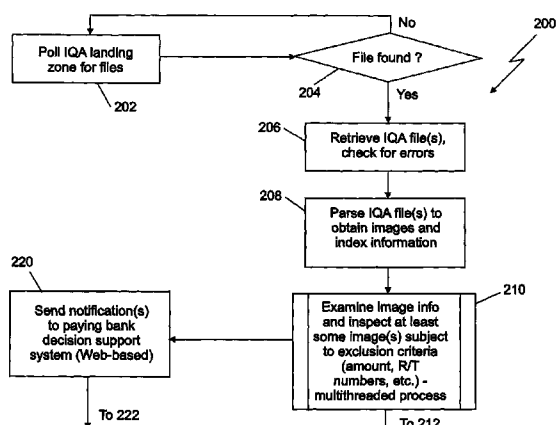 No
200
Poll IQA landing
zone for files
File found ?
202
204
Yes
206
Retrieve IQA file(s),
check for errors
208
Parse IQA file(s) to
obtain images and
index information
220
210
Send notification(s)
to paying bank
decision support
system (Web-based)
Examine image info
and inspect at least
some image(s) subject
to exclusion criteria
(amount, R/T
numbers, etc.) -
multithreaded process
To 222
To 212